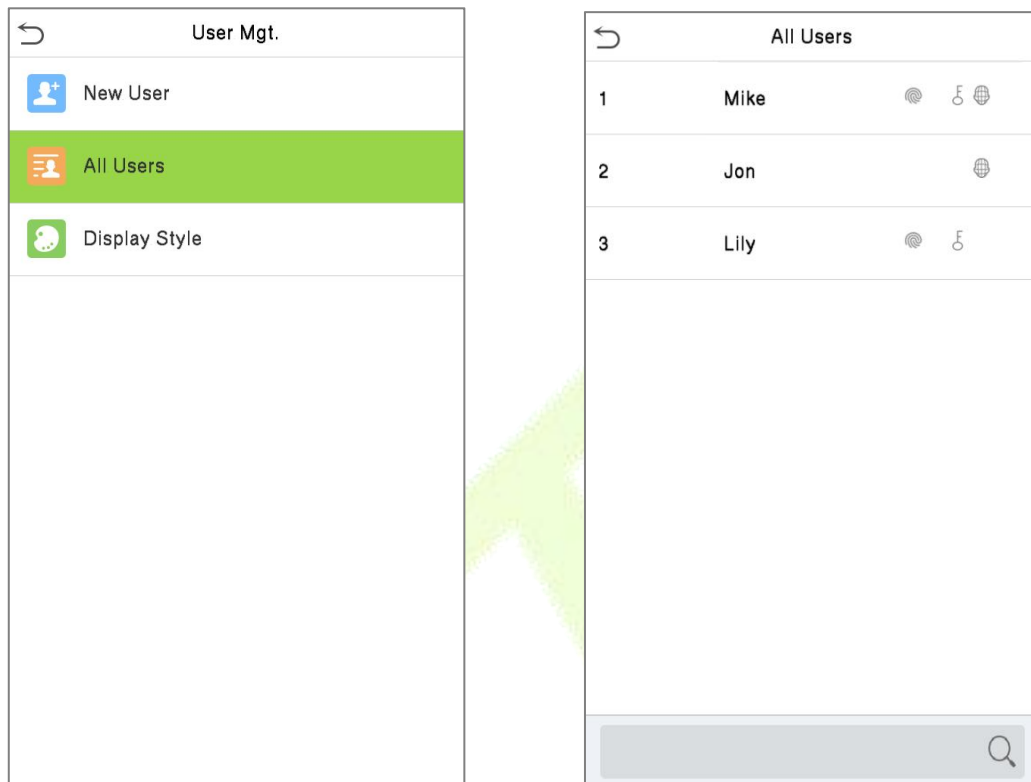 User Mgt.
New User
All Users
Display Style
All Users
1 Mike
2 Jon
3 Lily